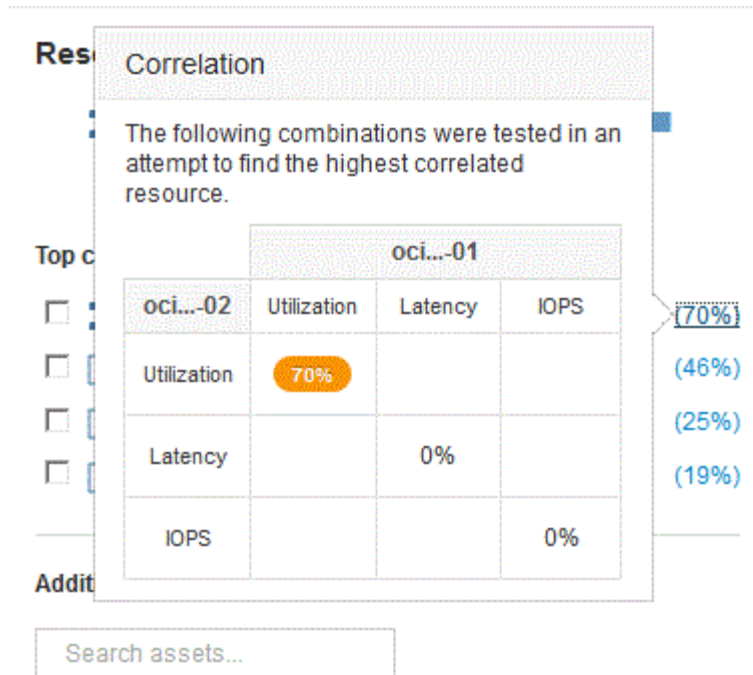 Res
Correlation
The following combinations were tested in an
attempt to find the highest correlated
resource.
Top c
oci...-01
oci...-02 Utilization Latency IOPS
(70%)
Utilization 70%
(46%)
(25%)
Latency 0%
(19%)
IOPS 0%
Addit
Search assets...